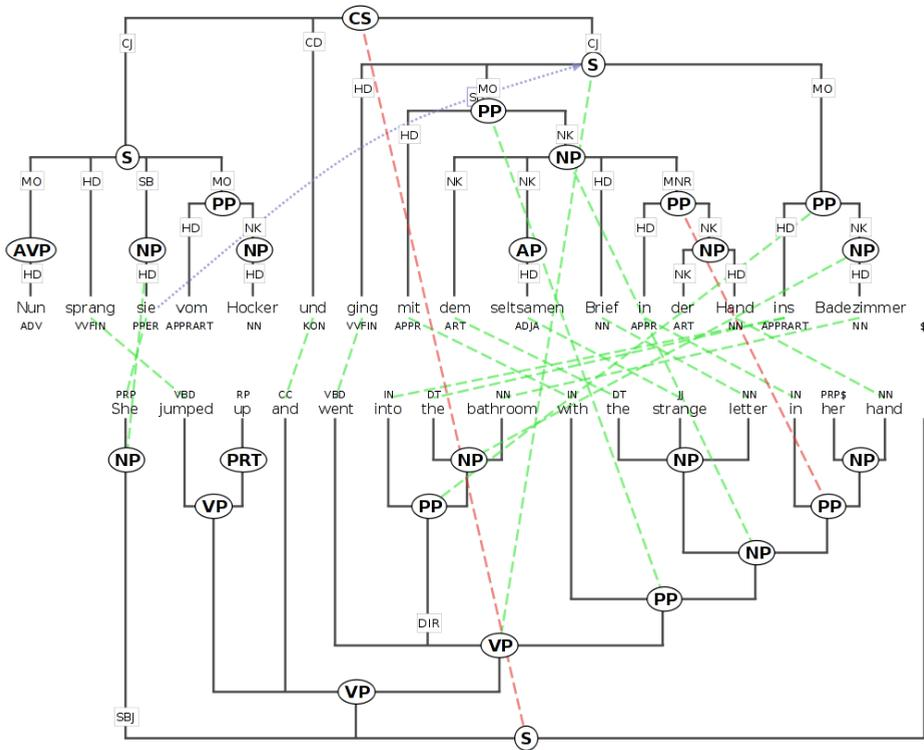 CS
CJ CD CJ
S
HD MO MO
SB
PP
HD NK
S NP
MO HD SB MO NK NK HD MNR
PP PP PP
HD NK HD NK HD NK
AVP NP NP AP NP NP
HD HD HD HD NK HD HD
Nun sprang sie vom Hocker und ging mit dem seltsamen Brief in der Hand ins Badezimmer
ADV VVFIN PPER APPRART NN KON VVFIN APPR ART ADJA NN APPR ART NN APPRART NN $
PRP VBD RP CC VBD IN DT NN IN DT JJ NN IN PRP$ NN
She jumped up and went into the bathroom with the strange letter in her hand
NP PRT NP NP NP
VP PP PP
NP
PP
DIR
VP
VP
SBJ
S